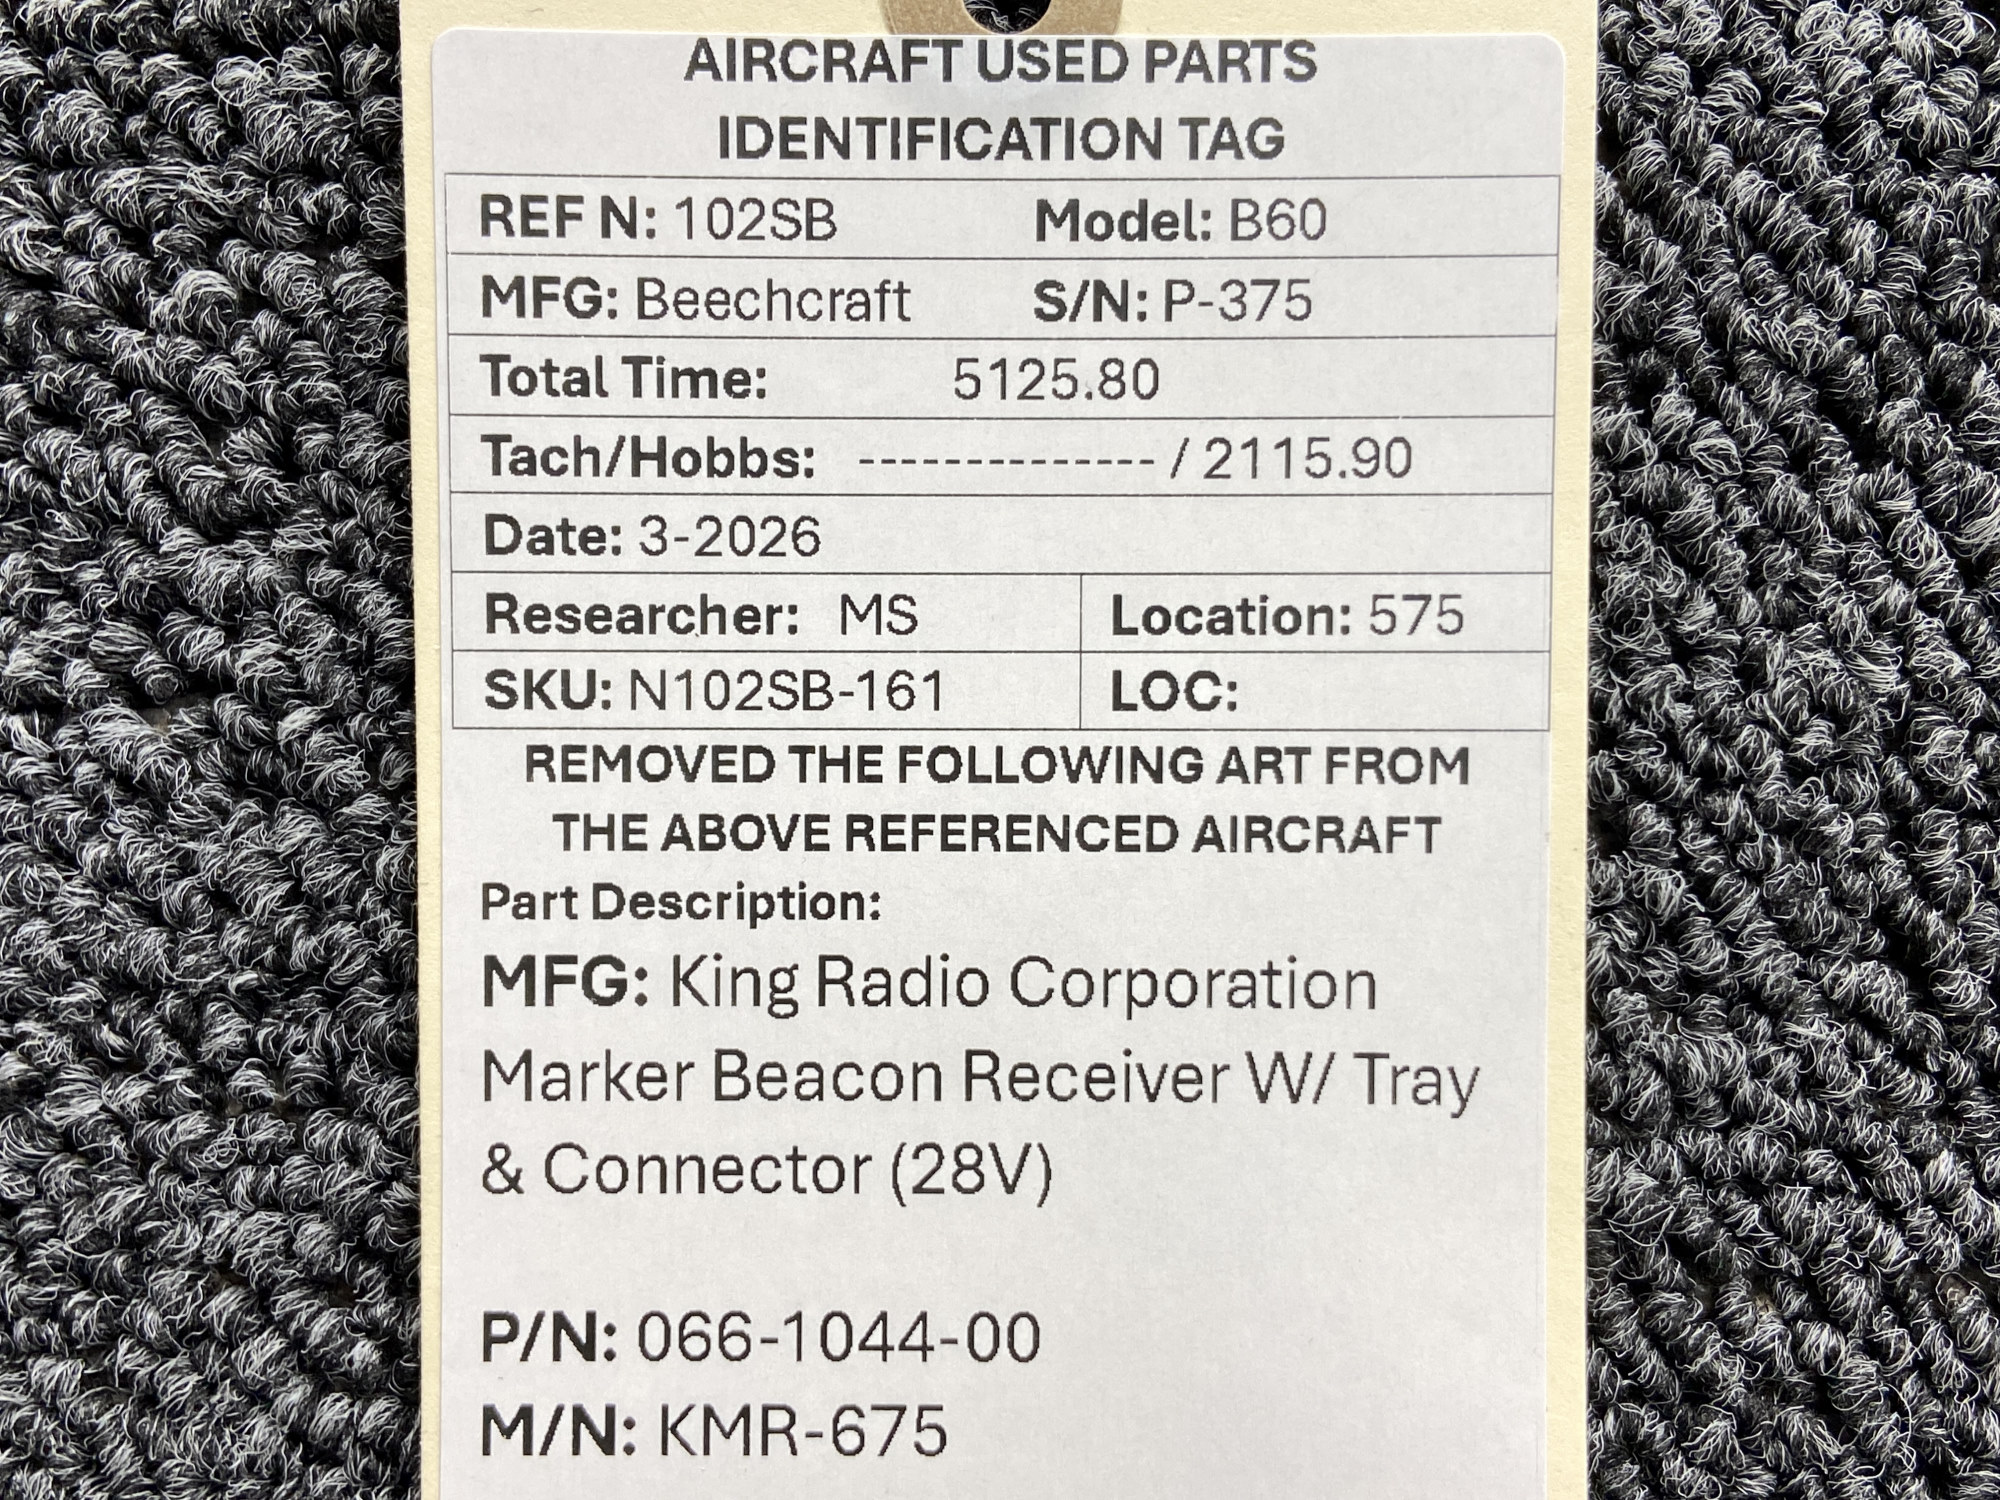 AIRCRAFT USED PARTS
IDENTIFICATION TAG
REF N: 102SB Model: B60
MFG: Beechcraft S/N: P-375
Total Time: 5125.80
Tach/Hobbs: -------------- / 2115.90
Date: 3-2026
Researcher: MS Location: 575
SKU: N102SB-161 LOC:
REMOVED THE FOLLOWING ART FROM
THE ABOVE REFERENCED AIRCRAFT
Part Description:
MFG: King Radio Corporation
Marker Beacon Receiver W/ Tray
& Connector (28V)
P/N: 066-1044-00
M/N: KMR-675